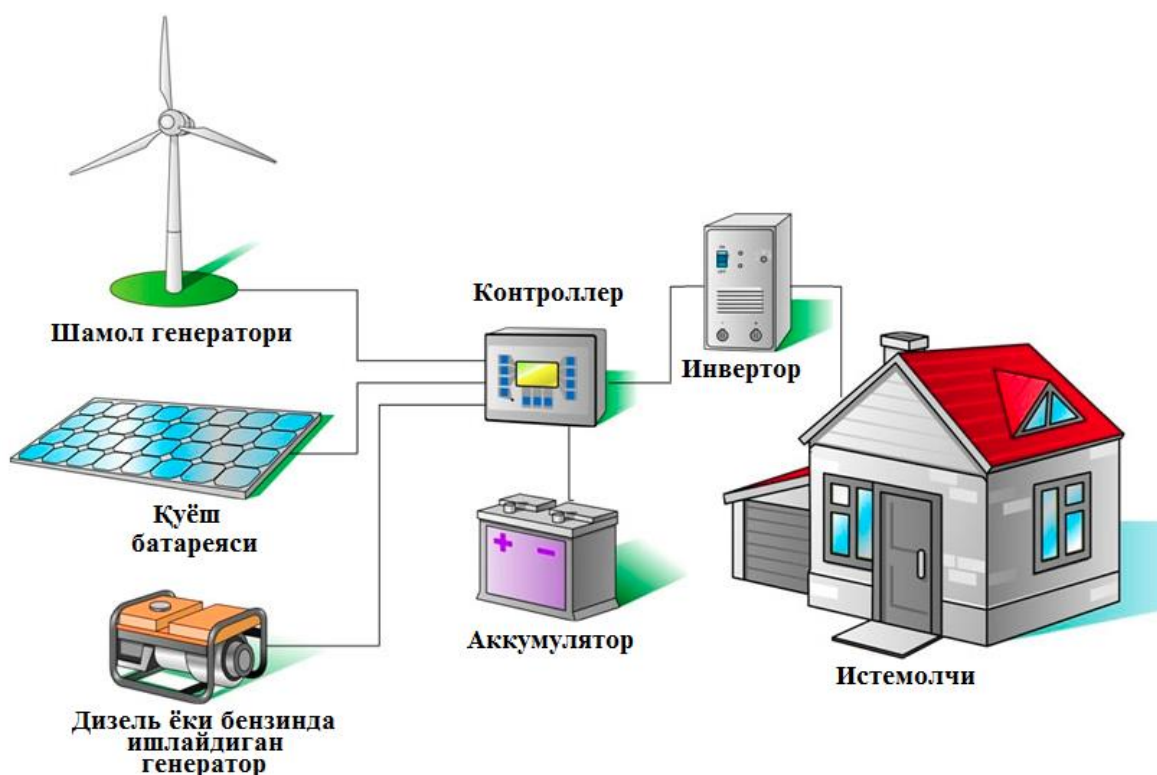 Шамол генератори
Контроллер
Инвертор
Қуёш
батареяси
Аккумулятор
Истемолчи
Дизель ёки бензинда
ишлайдиган
генератор